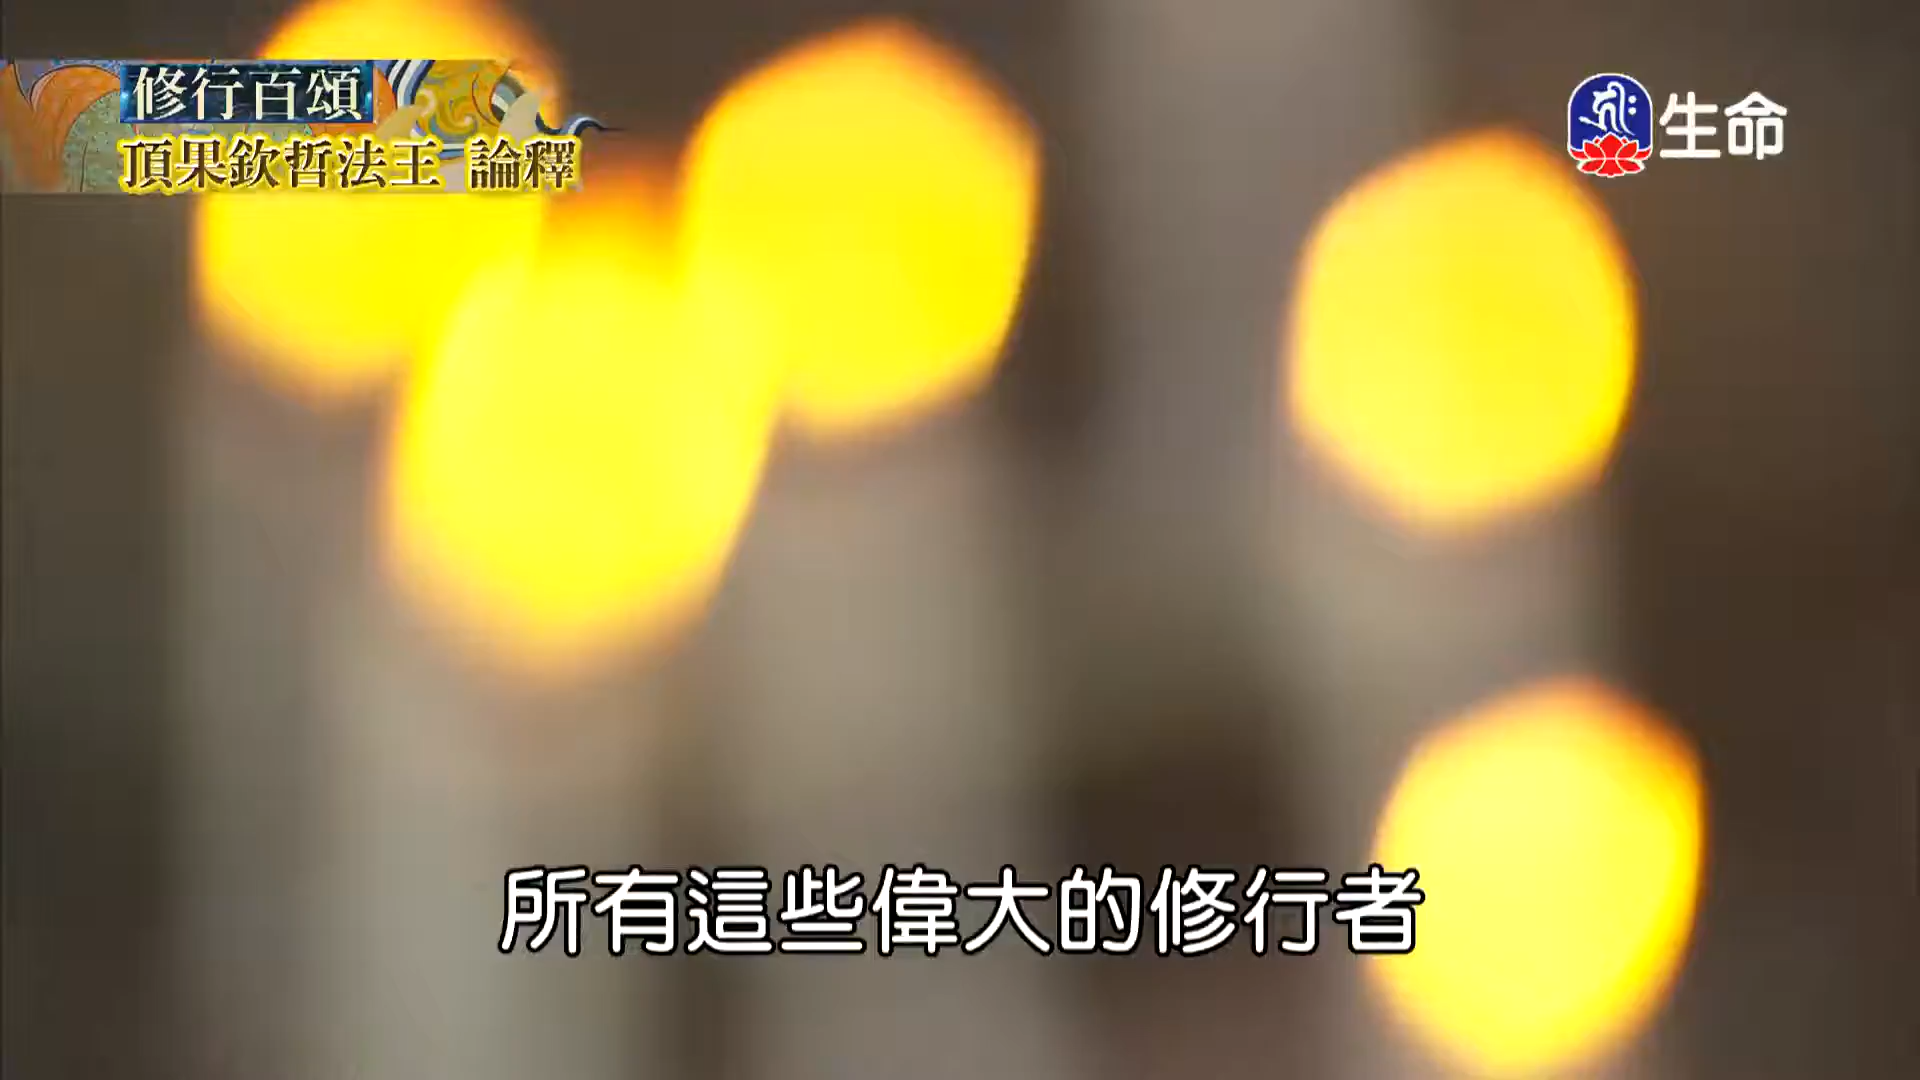 修行百頌
頂果欽哲法王 論釋
生命
所有這些偉大的修行者